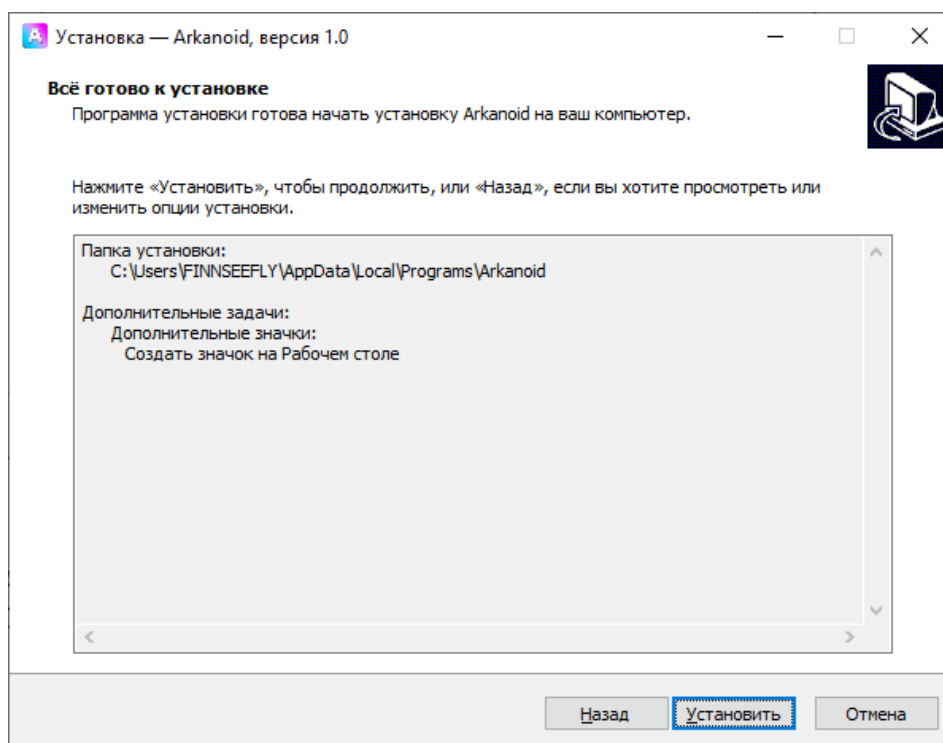 Установка — Arkanoid, версия 1.0
Всё готово к установке
Программа установки готова начать установку Arkanoid на ваш компьютер.
Нажмите «Установить», чтобы продолжить, или «Назад», если вы хотите просмотреть или
изменить опции установки.
Папка установки:
C:\Users\FINNSEEFLY\AppData\Local\Programs\Arkanoid
Дополнительные задачи:
Дополнительные значки:
Создать значок на Рабочем столе
Назад
Установить
Отмена